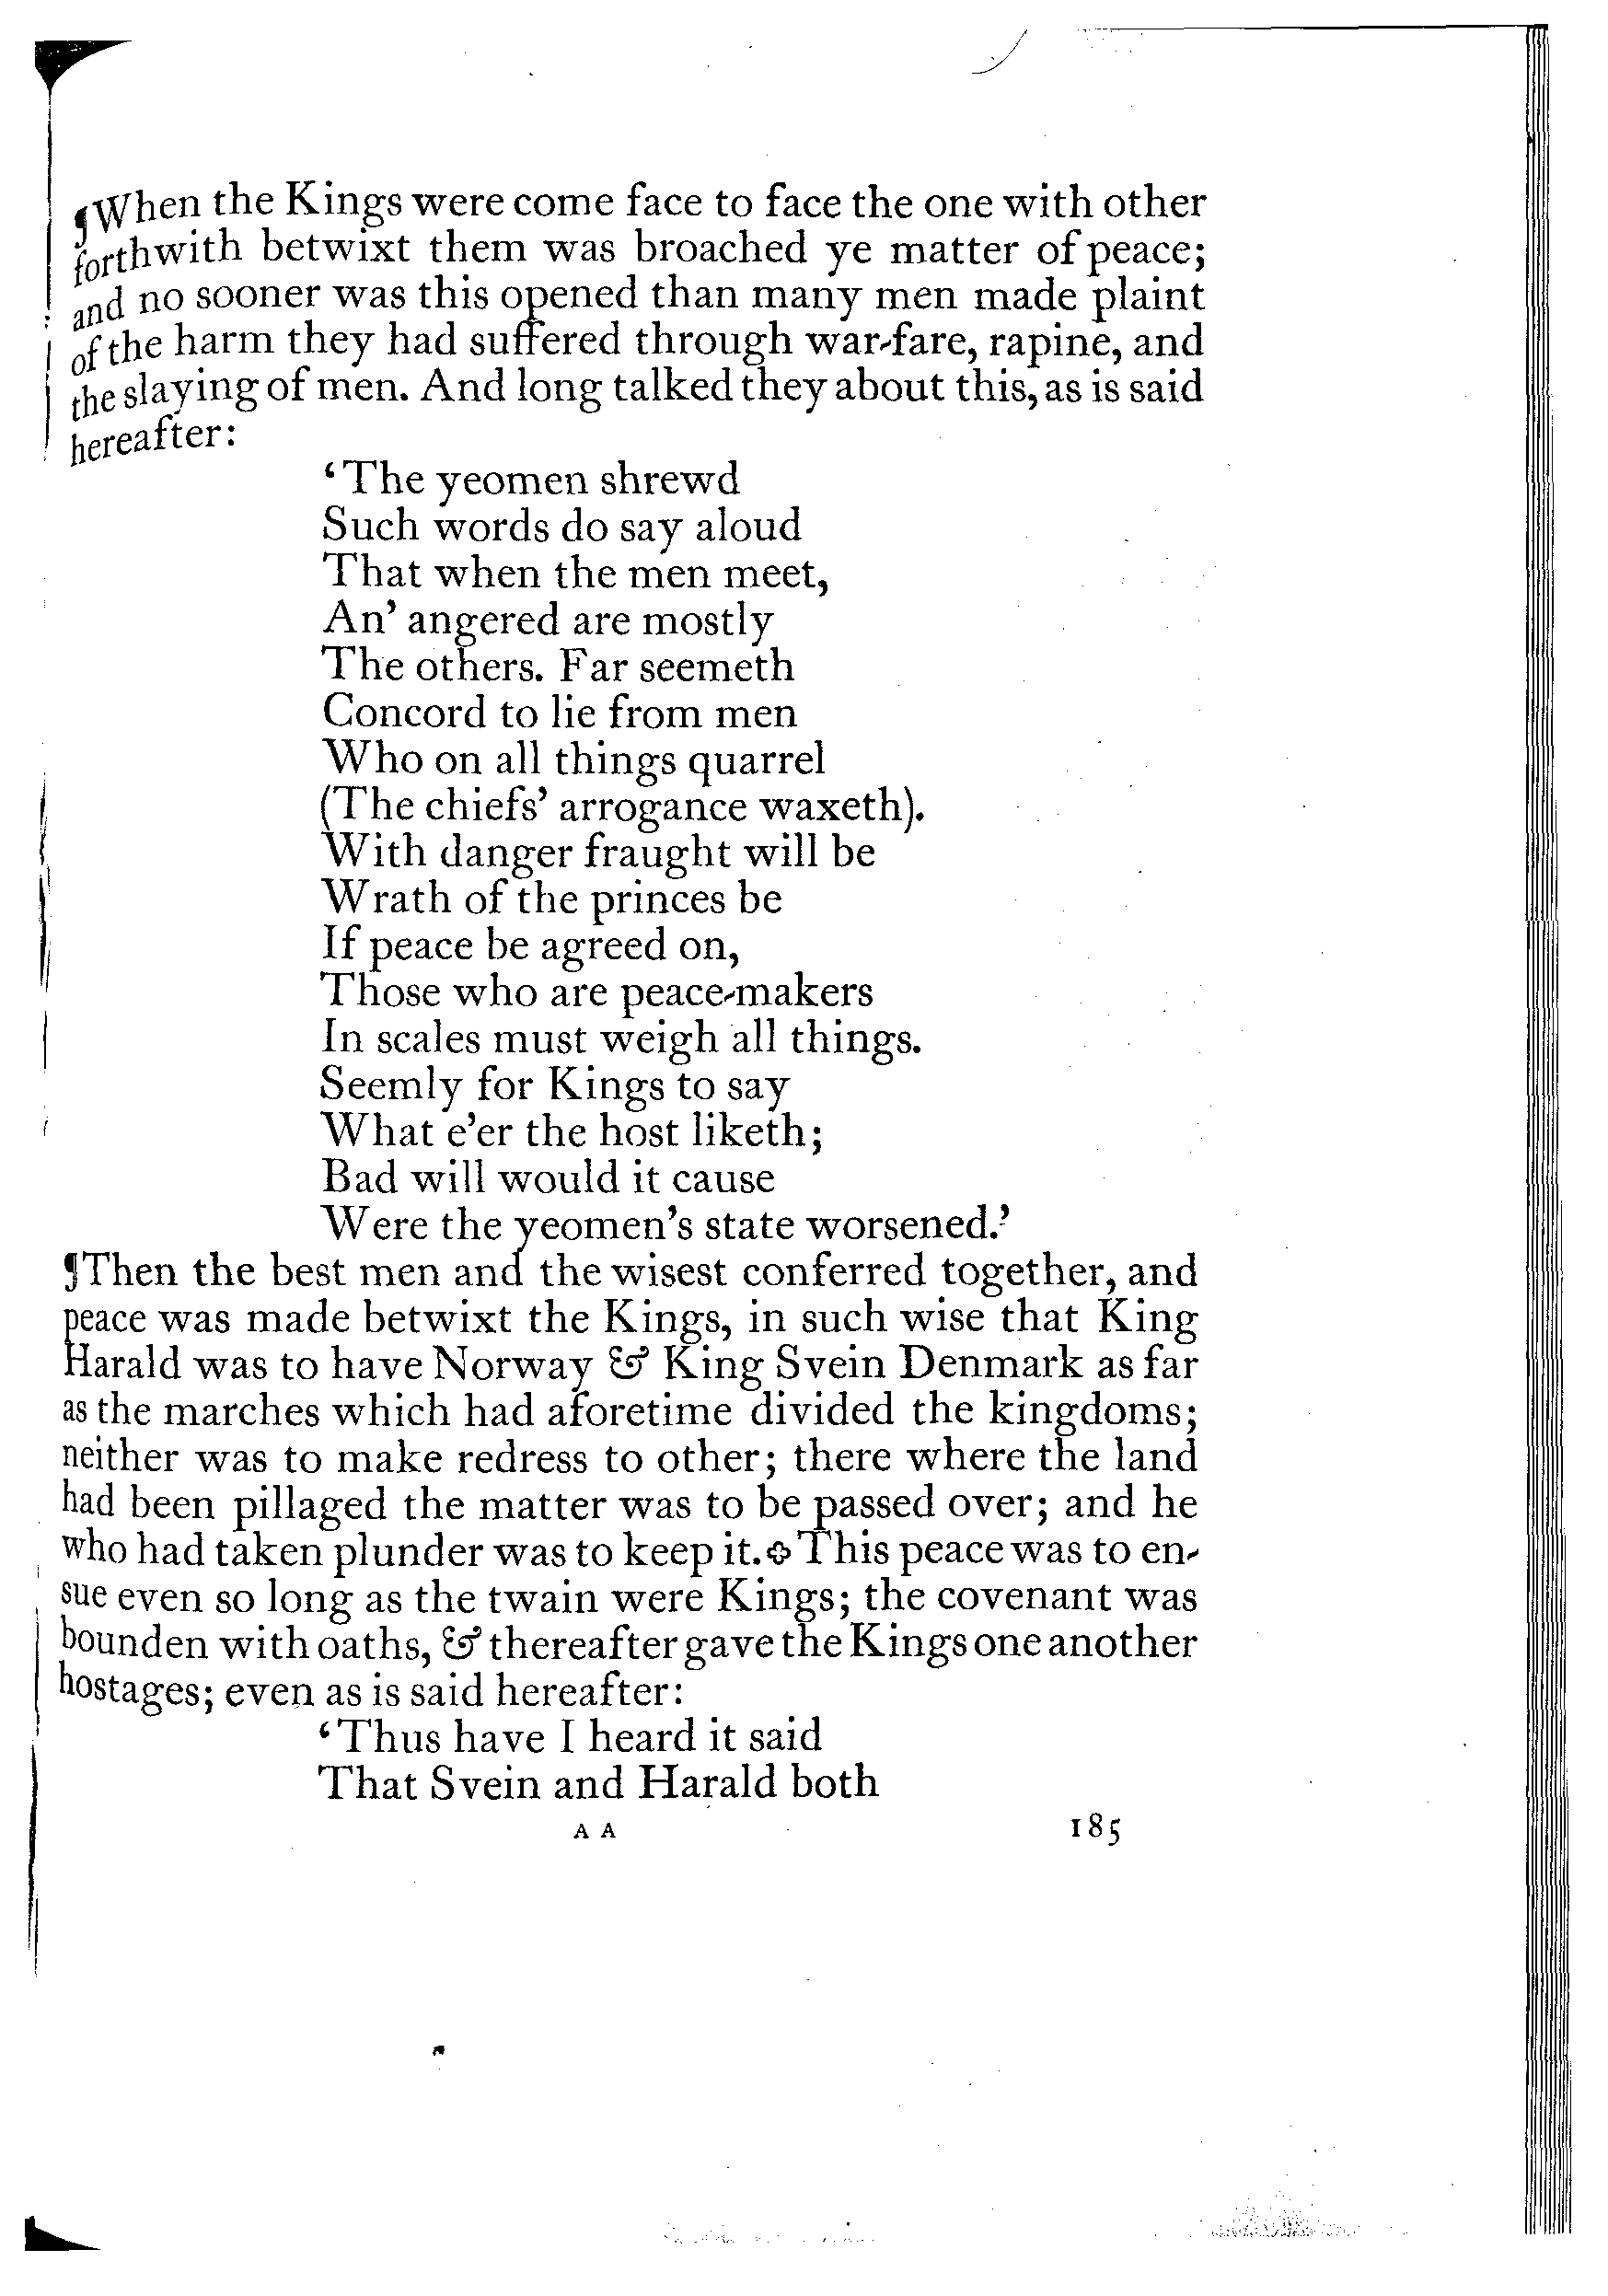 ¶When the Kings were come face to face the one with other
forthwith betwixt them was broached ye matter of peace;
and no sooner was this opened than many men made plaint
of the harm they had suffered through war-fare, rapine, and
the slaying of men. And long talked they about this, as is said
hereafter:
‘The yeomen shrewd
Such words do say aloud
That when the men meet,
An’ angered are mostly
The others. Far seemeth
Concord to lie from men
Who on all things quarrel
(The chiefs’ arrogance waxeth).
With danger fraught will be
Wrath of the princes be
If peace be agreed on,
Those who are peace-makers
In scales must weigh all things.
Seemly for Kings to say
What e’er the host liketh;
Bad will would it cause
Were the yeomen’s state worsened.’
¶Then the best men and the wisest conferred together, and
peace was made betwixt the Kings, in such wise that King
Harald was to have Norway & King Svein Denmark as far
as the marches which had aforetime divided the kingdoms;
neither was to make redress to other; there where the land
had been pillaged the matter was to be passed over; and he
who had taken plunder was to keep it. This peace was to en-
sue even so long as the twain were Kings; the covenant was
bounden with oaths, & thereafter gave the Kings one another
hostages; even as is said hereafter:
‘Thus have I heard it said
That Svein and Harald both
A A 185